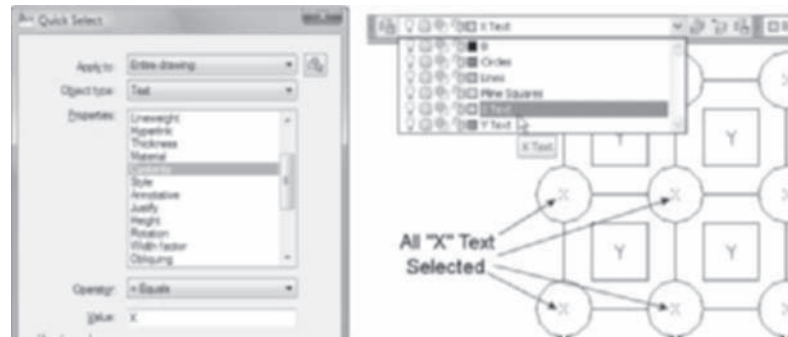 Quick Select
Apply to: Entire drawing
Object type: Text
Properties:
Lineweight
Hyperlink
Thickness
Material
Contents
Style
Annotative
Justify
Height
Rotation
Width factor
Obliquing
Operator: = Equals
Value: X
X Text
0
Circles
Lines
Mline Squares
X Text
Y Text
X Text
Y
Y
X
X
All "X" Text
Selected
Y
Y
X
X